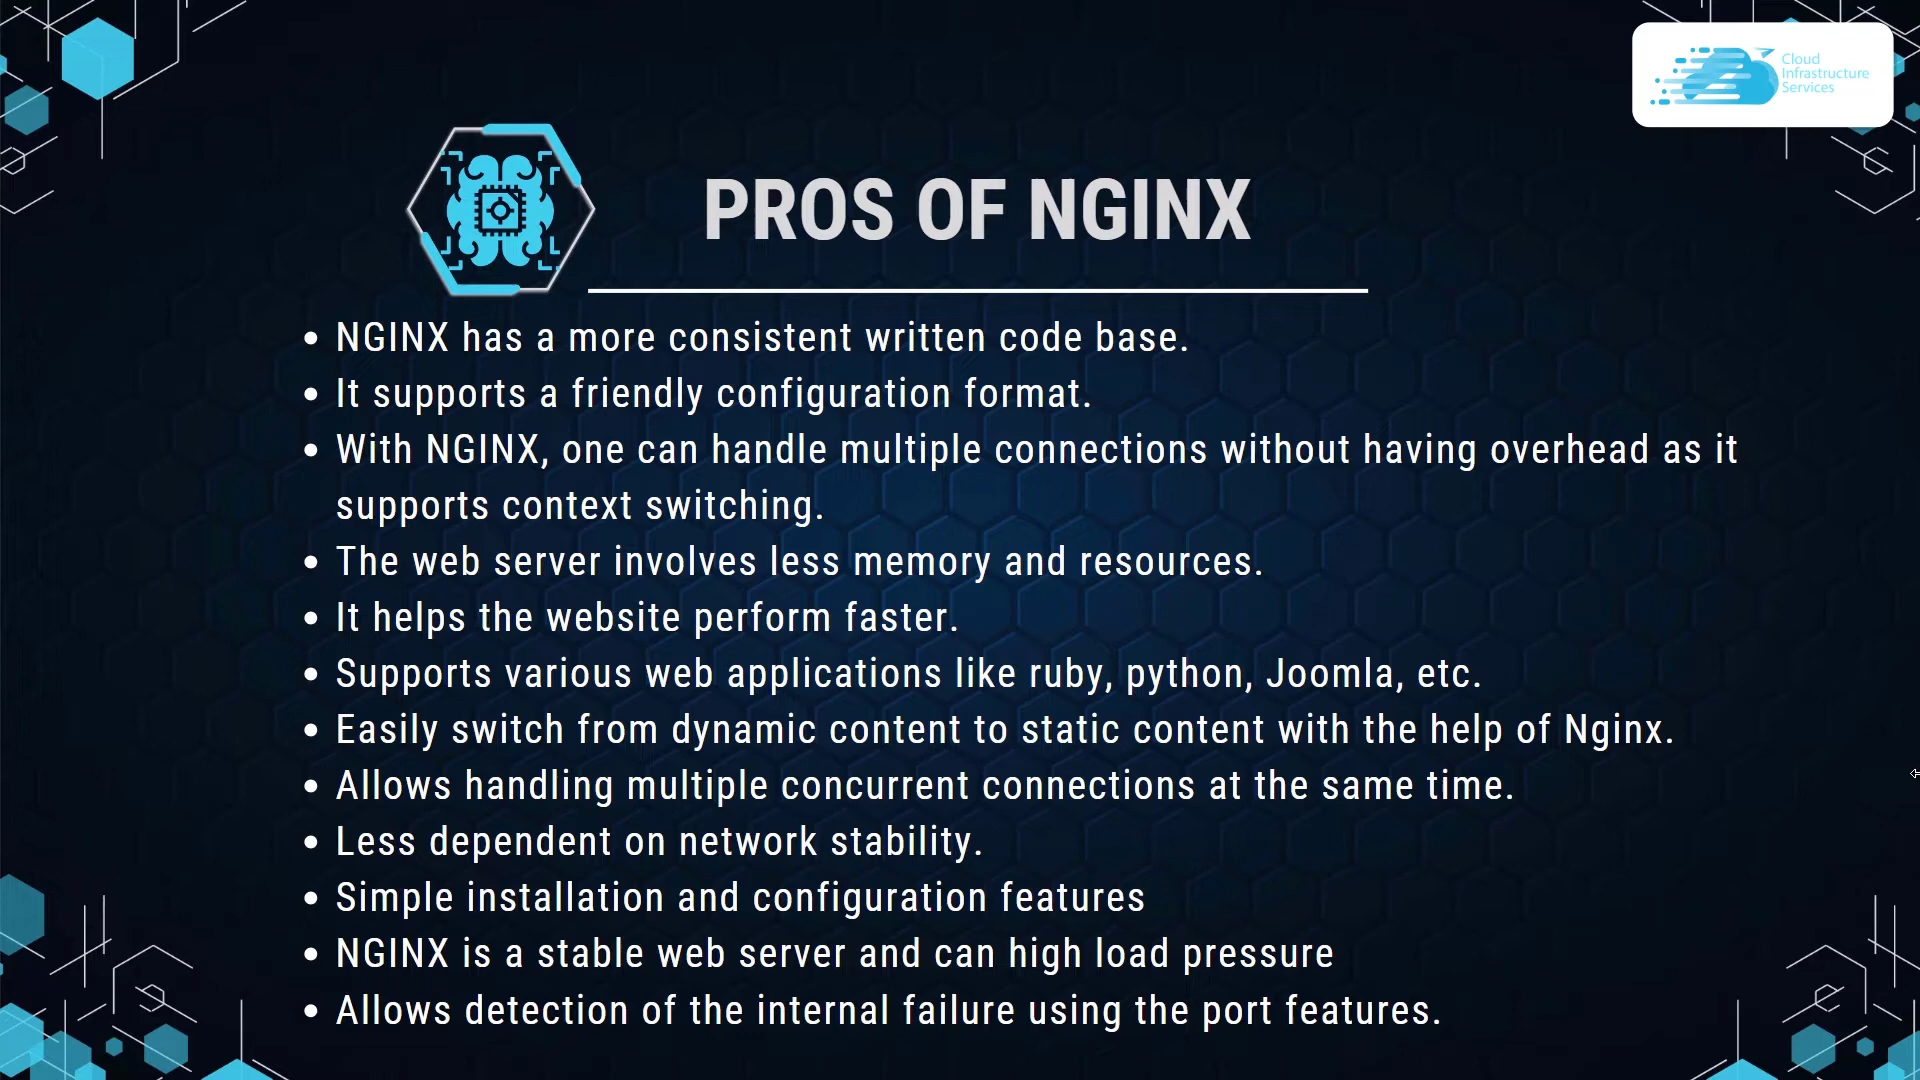 Cloud
Infrastructure
Services
PROS OF NGINX
• NGINX has a more consistent written code base.
• It supports a friendly configuration format.
• With NGINX, one can handle multiple connections without having overhead as it
supports context switching.
• The web server involves less memory and resources.
• It helps the website perform faster.
• Supports various web applications like ruby, python, Joomla, etc.
• Easily switch from dynamic content to static content with the help of Nginx.
• Allows handling multiple concurrent connections at the same time.
• Less dependent on network stability.
• Simple installation and configuration features
• NGINX is a stable web server and can high load pressure
• Allows detection of the internal failure using the port features.